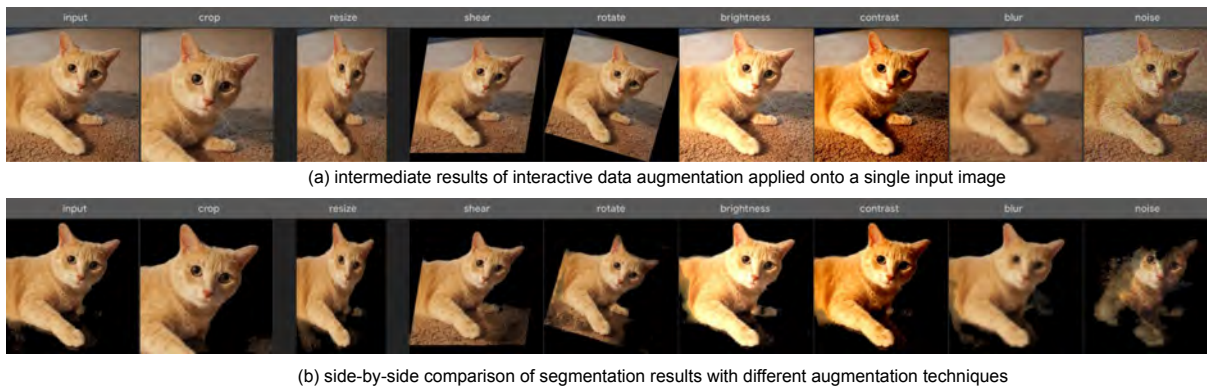 input crop resize shear rotate brightness contrast blur noise
(a) intermediate results of interactive data augmentation applied onto a single input image
input crop resize shear rotate brightness contrast blur noise
(b) side-by-side comparison of segmentation results with different augmentation techniques